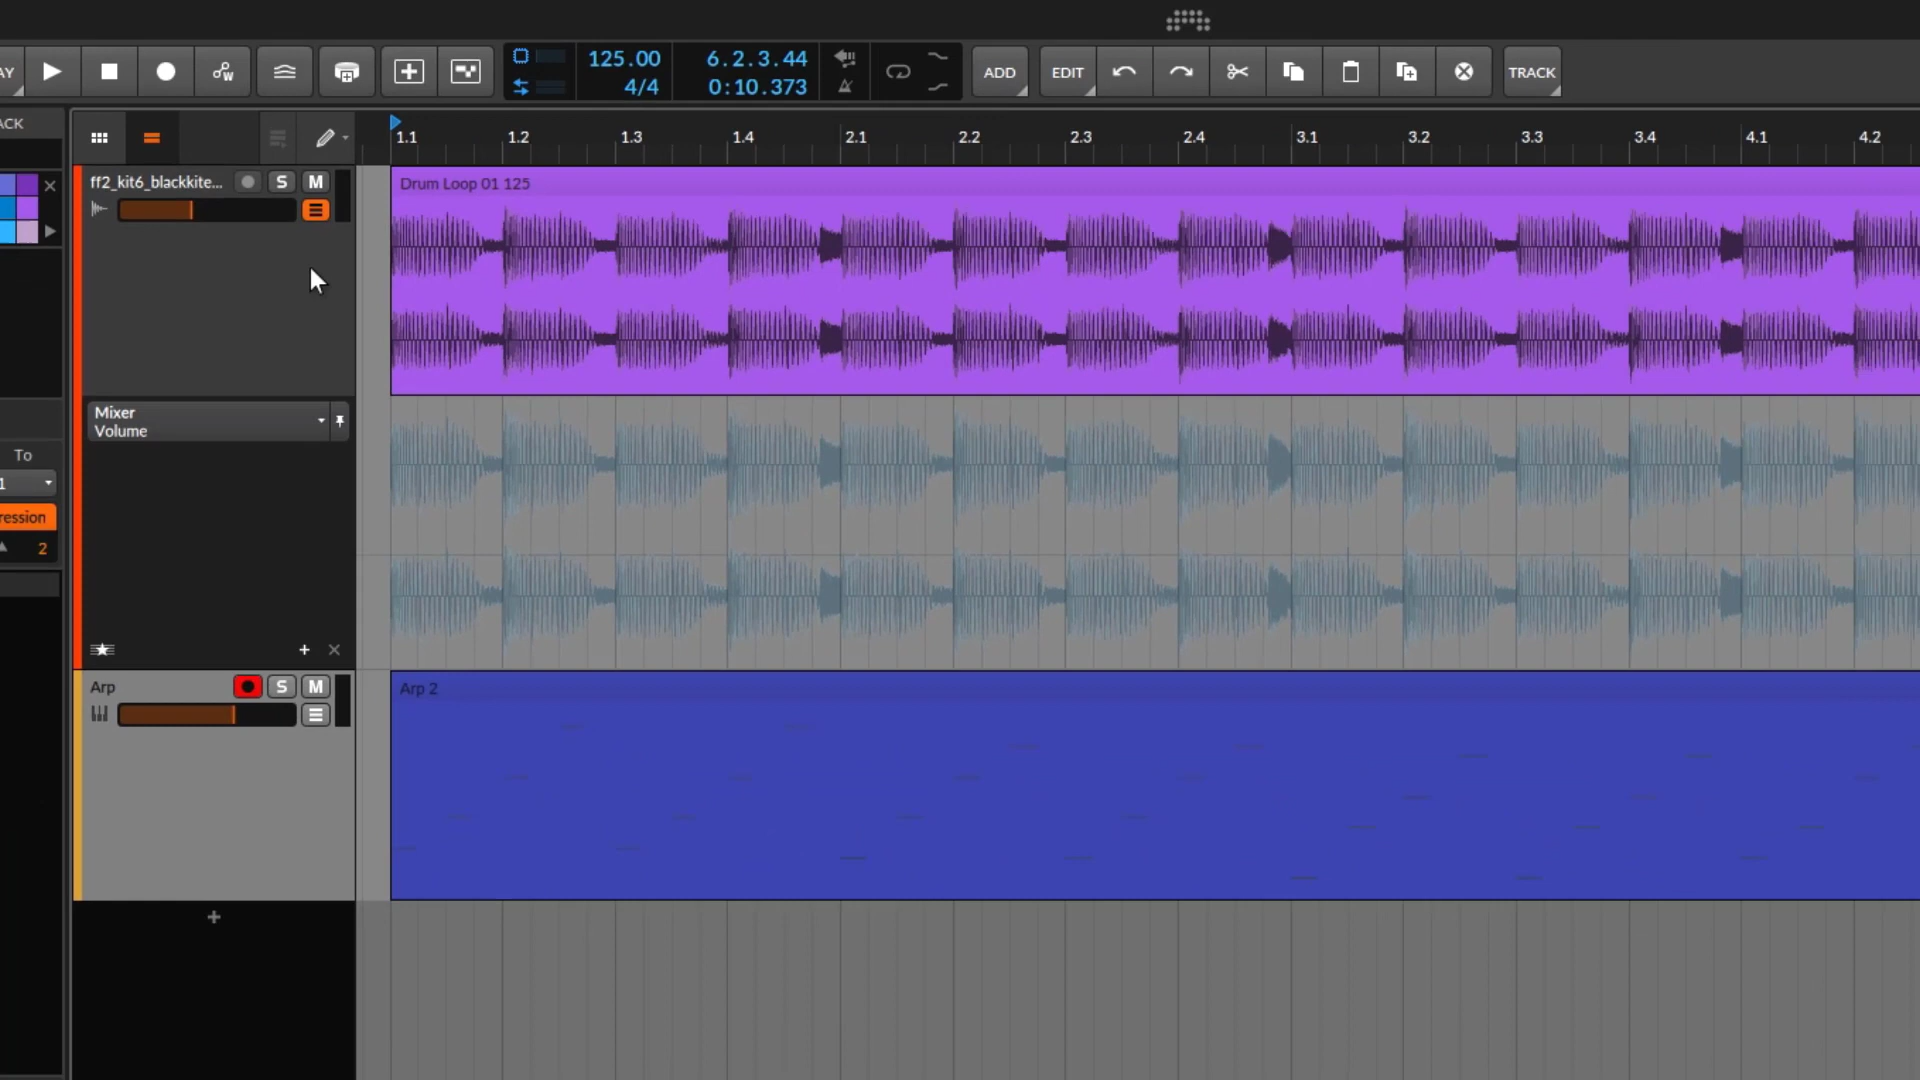 AY
125.00
4/4
6.2.3.44
0:10.373
ADD
EDIT
TRACK
ACK
1.1 1.2 1.3 1.4 2.1 2.2 2.3 2.4 3.1 3.2 3.3 3.4 4.1 4.2
ff2_kit6_blackkite... S M
Drum Loop 01 125
Mixer
Volume
To
1
ression
2
Arp S M
Arp 2